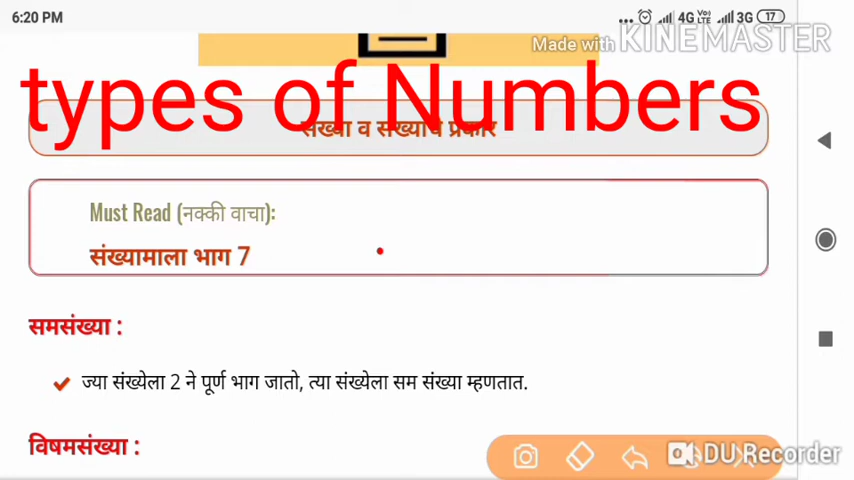 6:20 PM
4G VoLTE 3G 17
Made with KINEMASTER
types of Numbers
संख्या व संख्यांचे प्रकार
Must Read (नक्की वाचा):
संख्यामाला भाग 7
समसंख्या :
ज्या संख्येला 2 ने पूर्ण भाग जातो, त्या संख्येला सम संख्या म्हणतात.
विषमसंख्या :
DU Recorder